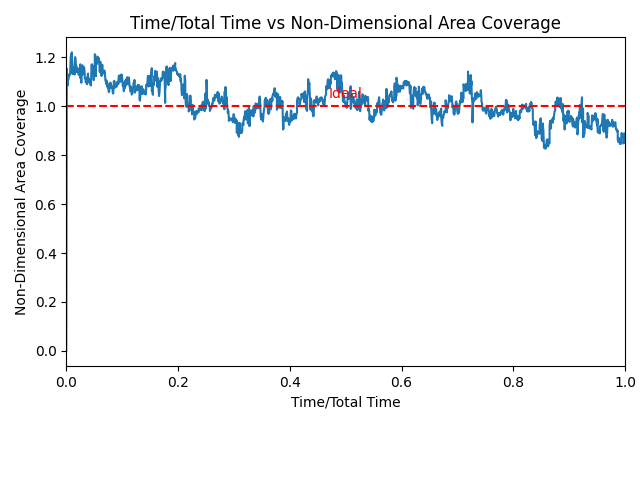 Time/Total Time vs Non-Dimensional Area Coverage
Non-Dimensional Area Coverage
1.2
1.0
0.8
0.6
0.4
0.2
0.0
Ideal
0.0 0.2 0.4 0.6 0.8 1.0
Time/Total Time